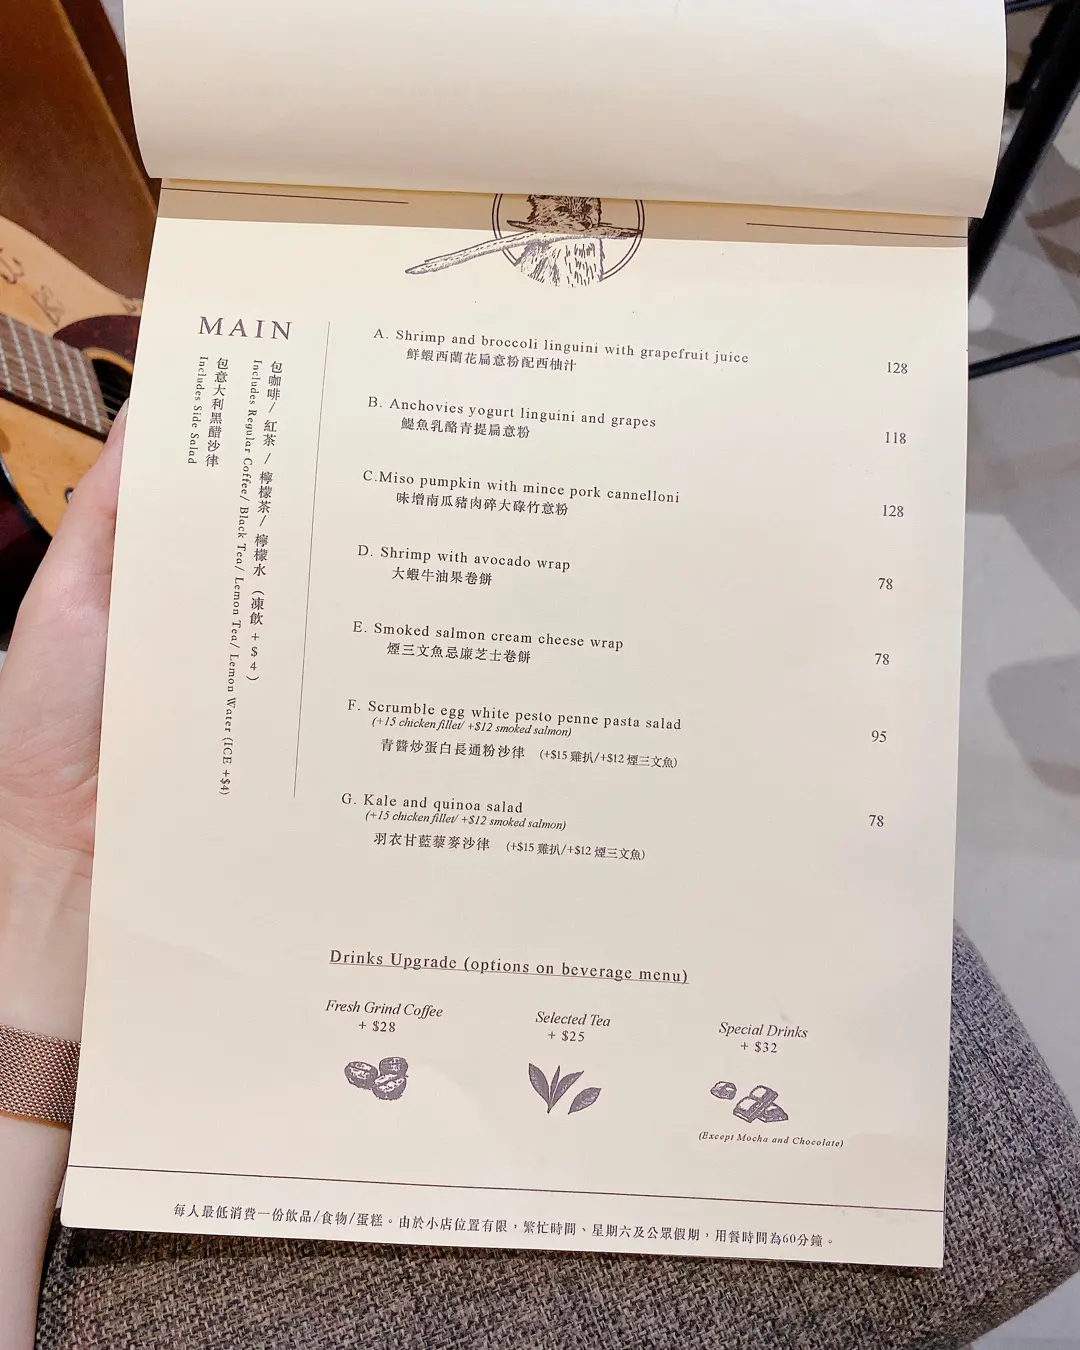 MAIN
包咖啡/ 紅茶 / 檸檬茶/ 檸檬水 (凍飲+$4)
Includes Regular Coffee/ Black Tea/ Lemon Tea/ Lemon Water (ICE +$4)
包意大利黑醋沙律
Includes Side Salad
A. Shrimp and broccoli linguini with grapefruit juice 128
鮮蝦西蘭花扁意粉配西柚汁
B. Anchovies yogurt linguini and grapes 118
鯷魚乳酪青提扁意粉
C.Miso pumpkin with mince pork cannelloni 128
味增南瓜豬肉碎大碌竹意粉
D. Shrimp with avocado wrap 78
大蝦牛油果卷餅
E. Smoked salmon cream cheese wrap 78
煙三文魚忌廉芝士卷餅
F. Scrumble egg white pesto penne pasta salad 95
(+15 chicken fillet/ +$12 smoked salmon)
青醬炒蛋白長通粉沙律 (+$15 雞扒/+$12 煙三文魚)
G. Kale and quinoa salad 78
(+15 chicken fillet/ +$12 smoked salmon)
羽衣甘藍藜麥沙律 (+$15 雞扒/+$12 煙三文魚)
Drinks Upgrade (options on beverage menu)
Fresh Grind Coffee
+ $28
Selected Tea
+ $25
Special Drinks
+ $32
(Except Mocha and Chocolate)
每人最低消費一份飲品/食物/蛋糕。由於小店位置有限，繁忙時間、星期六及公眾假期，用餐時間為60分鐘。